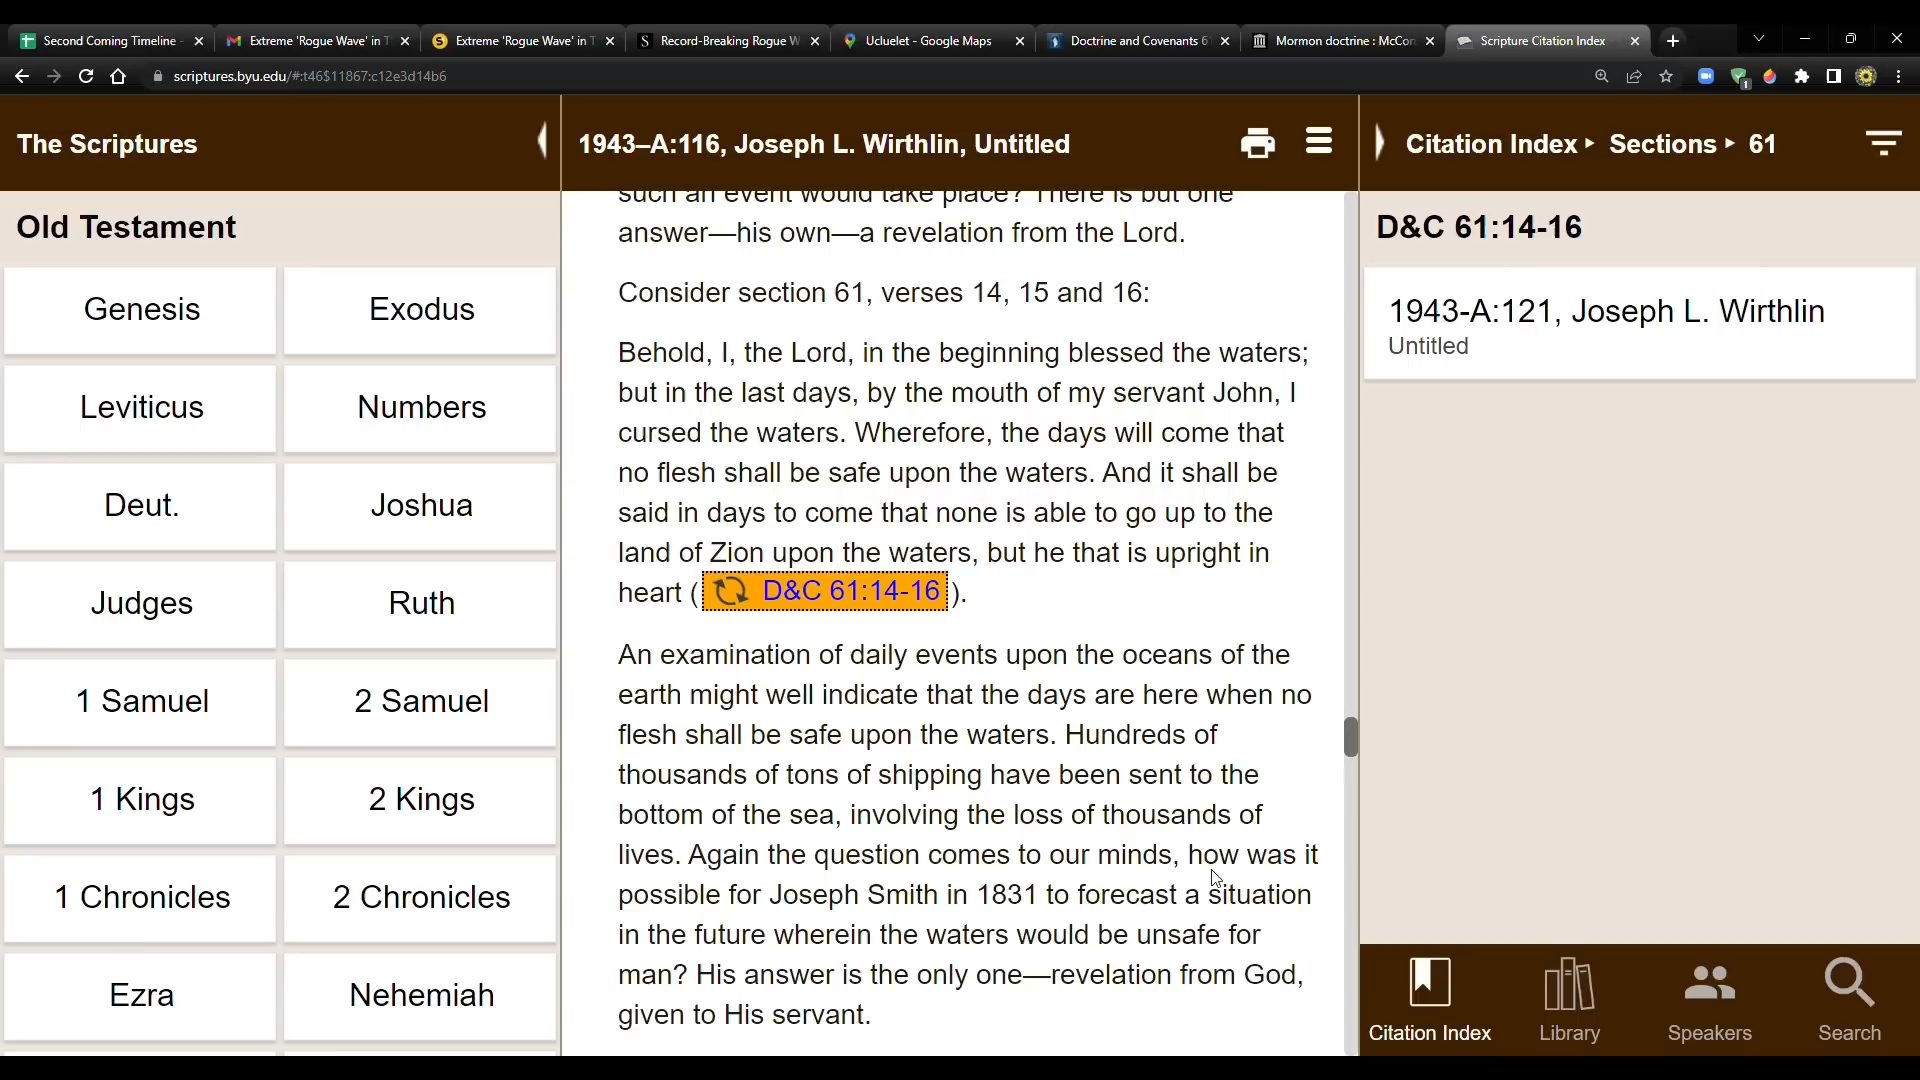 Second Coming Timeline -
Extreme 'Rogue Wave' in T
Extreme 'Rogue Wave' in T
Record-Breaking Rogue W
Ucluelet - Google Maps
Doctrine and Covenants 61
Mormon doctrine : McCon
Scripture Citation Index
scriptures.byu.edu/#:t46$11867:c12e3d14b6
1
The Scriptures
Old Testament
Genesis
Exodus
Leviticus
Numbers
Deut.
Joshua
Judges
Ruth
1 Samuel
2 Samuel
1 Kings
2 Kings
1 Chronicles
2 Chronicles
Ezra
Nehemiah
1943–A:116, Joseph L. Wirthlin, Untitled
such an event would take place? There is but one
answer—his own—a revelation from the Lord.
Consider section 61, verses 14, 15 and 16:
Behold, I, the Lord, in the beginning blessed the waters;
but in the last days, by the mouth of my servant John, I
cursed the waters. Wherefore, the days will come that
no flesh shall be safe upon the waters. And it shall be
said in days to come that none is able to go up to the
land of Zion upon the waters, but he that is upright in
heart ( D&C 61:14-16 ).
An examination of daily events upon the oceans of the
earth might well indicate that the days are here when no
flesh shall be safe upon the waters. Hundreds of
thousands of tons of shipping have been sent to the
bottom of the sea, involving the loss of thousands of
lives. Again the question comes to our minds, how was it
possible for Joseph Smith in 1831 to forecast a situation
in the future wherein the waters would be unsafe for
man? His answer is the only one—revelation from God,
given to His servant.
Citation Index Sections 61
D&C 61:14-16
1943-A:121, Joseph L. Wirthlin
Untitled
Citation Index
Library
Speakers
Search